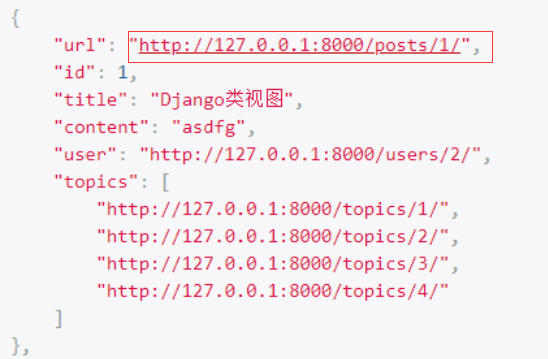 {
"url": "http://127.0.0.1:8000/posts/1/",
"id": 1,
"title": "Django类视图",
"content": "asdfg",
"user": "http://127.0.0.1:8000/users/2/",
"topics": [
"http://127.0.0.1:8000/topics/1/",
"http://127.0.0.1:8000/topics/2/",
"http://127.0.0.1:8000/topics/3/",
"http://127.0.0.1:8000/topics/4/"
]
},